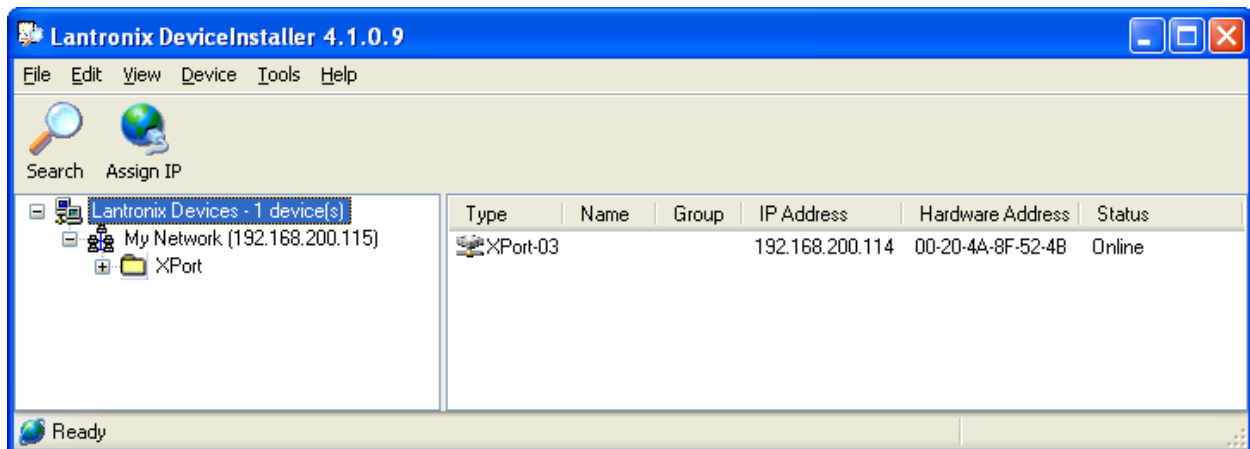 Lantronix DeviceInstaller 4.1.0.9
File Edit View Device Tools Help
Search Assign IP
Lantronix Devices - 1 device(s)
My Network (192.168.200.115)
XPort
Type Name Group IP Address Hardware Address Status
XPort-03 192.168.200.114 00-20-4A-8F-52-4B Online
Ready